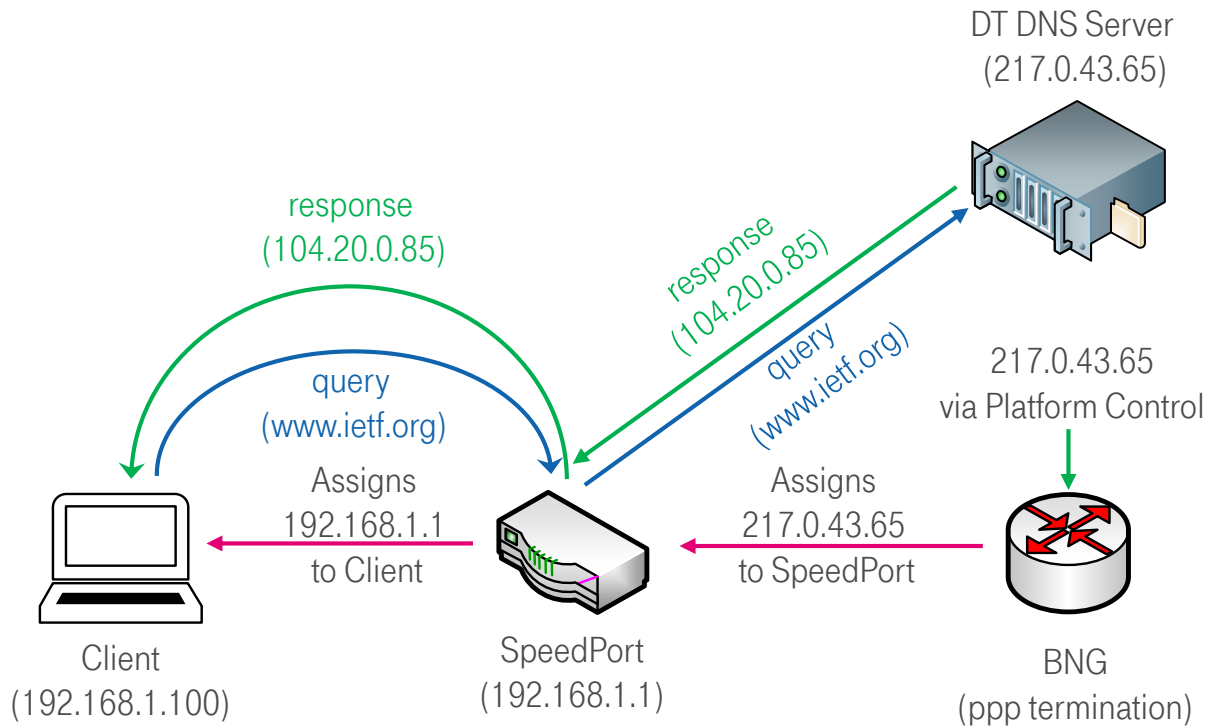 DT DNS Server
(217.0.43.65)
response
(104.20.0.85)
query
(www.ietf.org)
response
(104.20.0.85)
query
(www.ietf.org)
217.0.43.65
via Platform Control
Assigns
192.168.1.1
to Client
Assigns
217.0.43.65
to SpeedPort
Client
(192.168.1.100)
SpeedPort
(192.168.1.1)
BNG
(ppp termination)